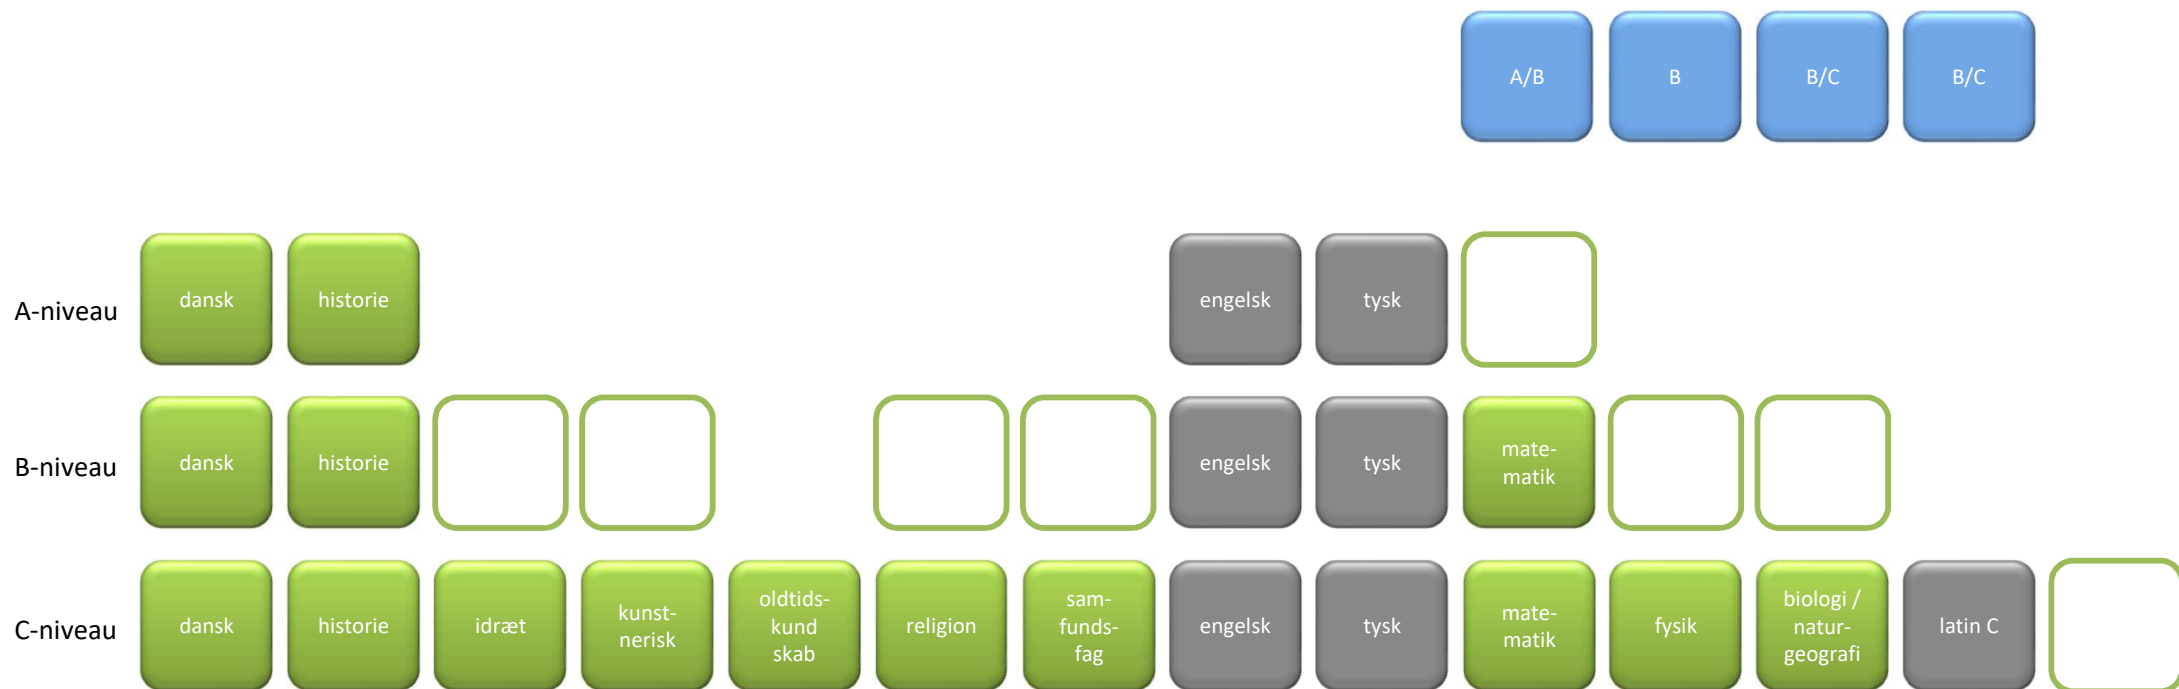 A/B
B
B/C
B/C
A-niveau
dansk
historie
engelsk
tysk
B-niveau
dansk
historie
engelsk
tysk
mate-
matik
C-niveau
dansk
historie
idræt
kunst-
nerisk
oldtids-
kund
skab
religion
sam-
funds-
fag
engelsk
tysk
mate-
matik
fysik
biologi /
natur-
geografi
latin C